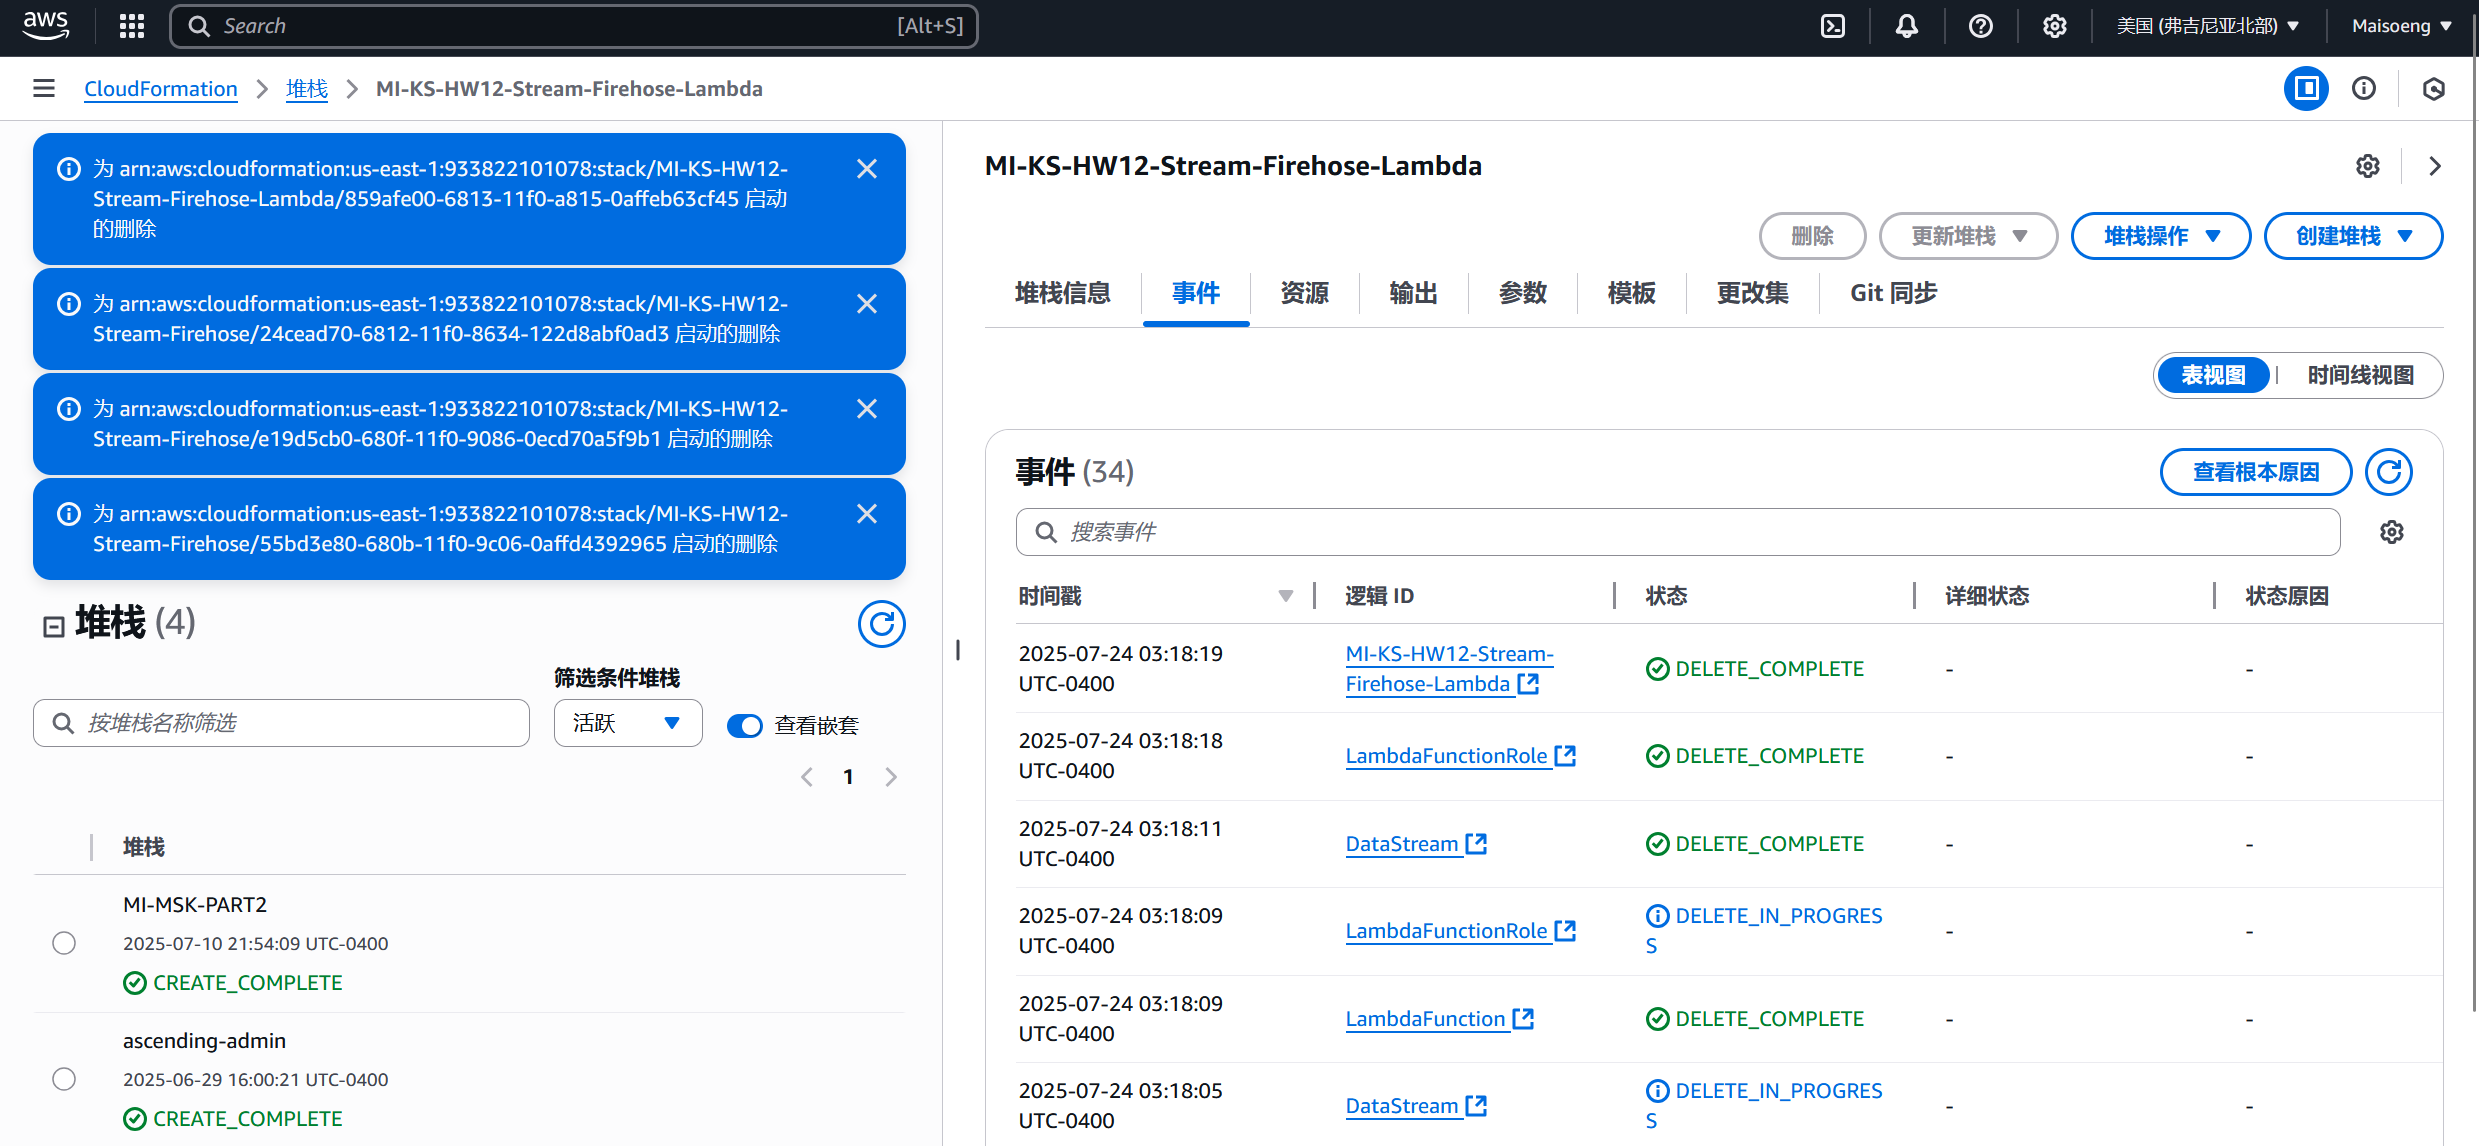 aws
Search
[Alt+S]
美国 (弗吉尼亚北部)
Maisoeng
CloudFormation
堆栈
MI-KS-HW12-Stream-Firehose-Lambda
为 arn:aws:cloudformation:us-east-1:933822101078:stack/MI-KS-HW12-
Stream-Firehose-Lambda/859afe00-6813-11f0-a815-0affeb63cf45 启动
的删除
为 arn:aws:cloudformation:us-east-1:933822101078:stack/MI-KS-HW12-
Stream-Firehose/24cead70-6812-11f0-8634-122d8abf0ad3 启动的删除
为 arn:aws:cloudformation:us-east-1:933822101078:stack/MI-KS-HW12-
Stream-Firehose/e19d5cb0-680f-11f0-9086-0ecd70a5f9b1 启动的删除
为 arn:aws:cloudformation:us-east-1:933822101078:stack/MI-KS-HW12-
Stream-Firehose/55bd3e80-680b-11f0-9c06-0affd4392965 启动的删除
堆栈 (4)
筛选条件堆栈
按堆栈名称筛选
活跃
查看嵌套
1
堆栈
MI-MSK-PART2
2025-07-10 21:54:09 UTC-0400
CREATE_COMPLETE
ascending-admin
2025-06-29 16:00:21 UTC-0400
CREATE_COMPLETE
MI-KS-HW12-Stream-Firehose-Lambda
删除
更新堆栈
堆栈操作
创建堆栈
堆栈信息
事件
资源
输出
参数
模板
更改集
Git 同步
表视图
时间线视图
事件 (34)
查看根本原因
搜索事件
时间戳
逻辑 ID
状态
详细状态
状态原因
2025-07-24 03:18:19
UTC-0400
MI-KS-HW12-Stream-
Firehose-Lambda
DELETE_COMPLETE
-
-
2025-07-24 03:18:18
UTC-0400
LambdaFunctionRole
DELETE_COMPLETE
-
-
2025-07-24 03:18:11
UTC-0400
DataStream
DELETE_COMPLETE
-
-
2025-07-24 03:18:09
UTC-0400
LambdaFunctionRole
DELETE_IN_PROGRES
S
-
-
2025-07-24 03:18:09
UTC-0400
LambdaFunction
DELETE_COMPLETE
-
-
2025-07-24 03:18:05
UTC-0400
DataStream
DELETE_IN_PROGRES
S
-
-